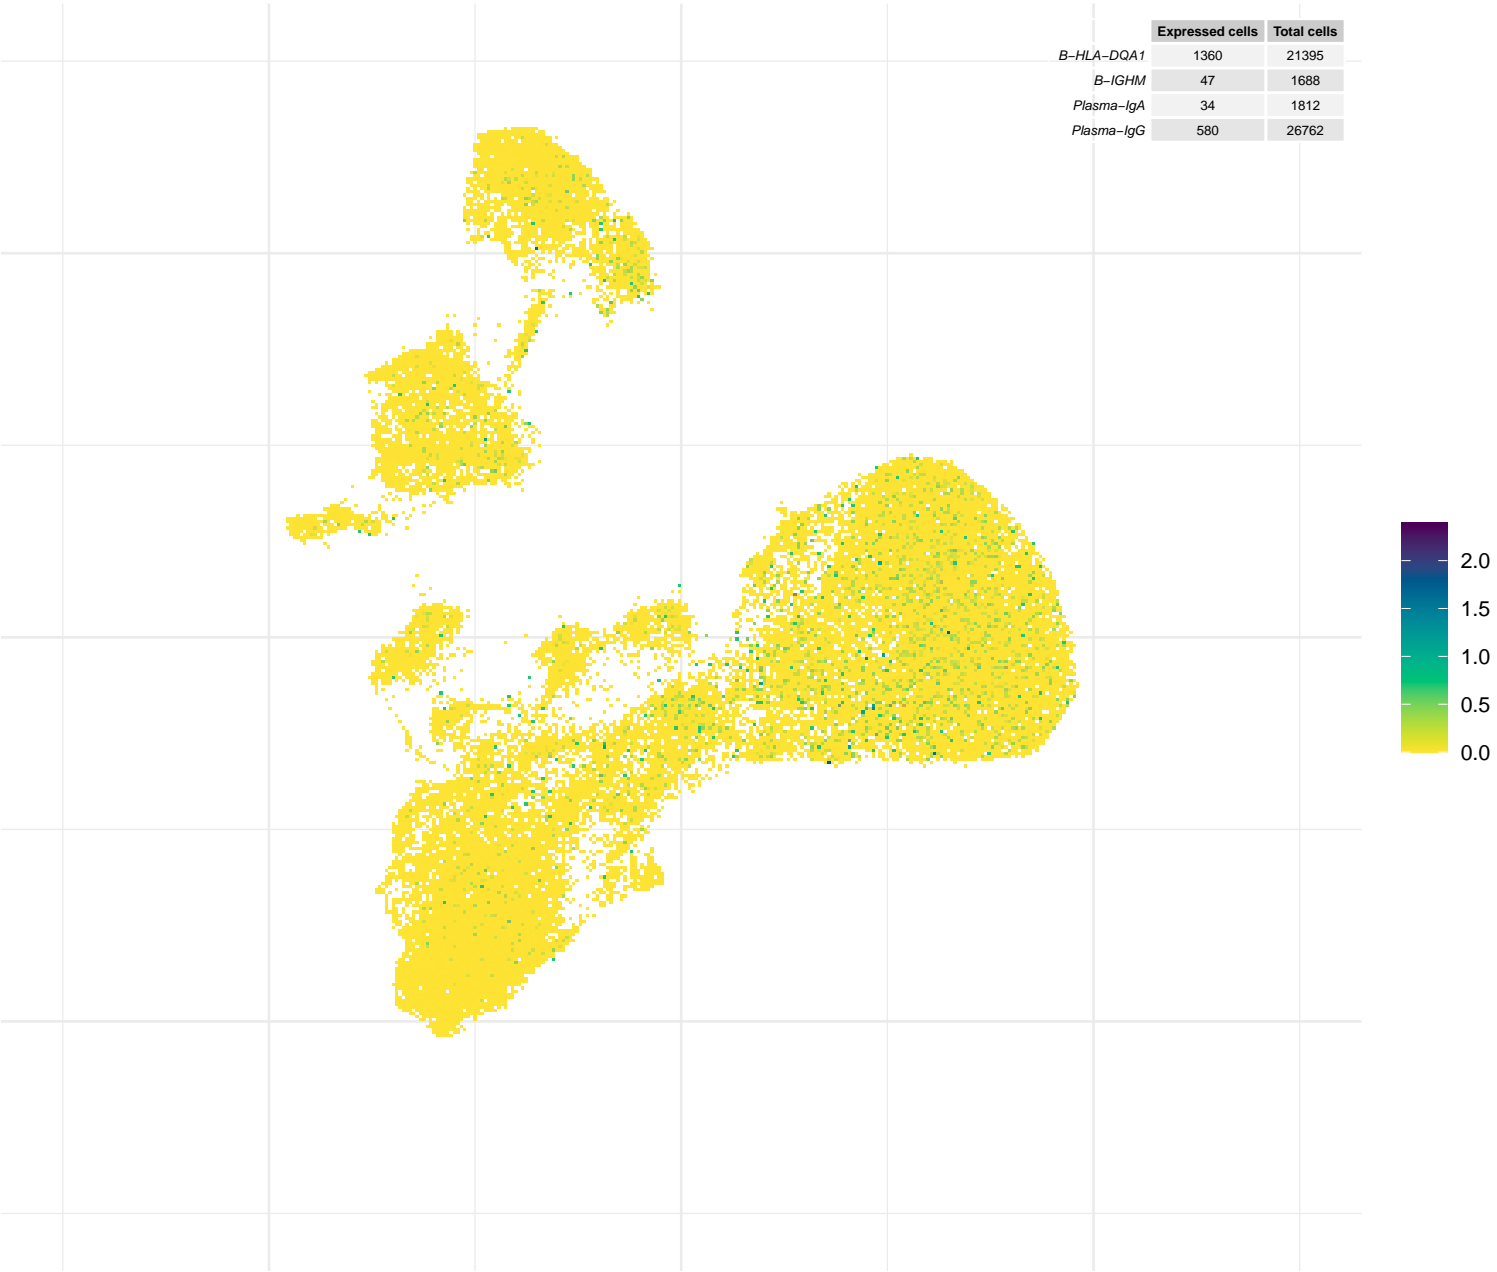 Expressed cells Total cells
B−HLA−DQA1 1360 21395
B−IGHM 47 1688
Plasma−IgA 34 1812
Plasma−IgG 580 26762
2.0
1.5
1.0
0.5
0.0